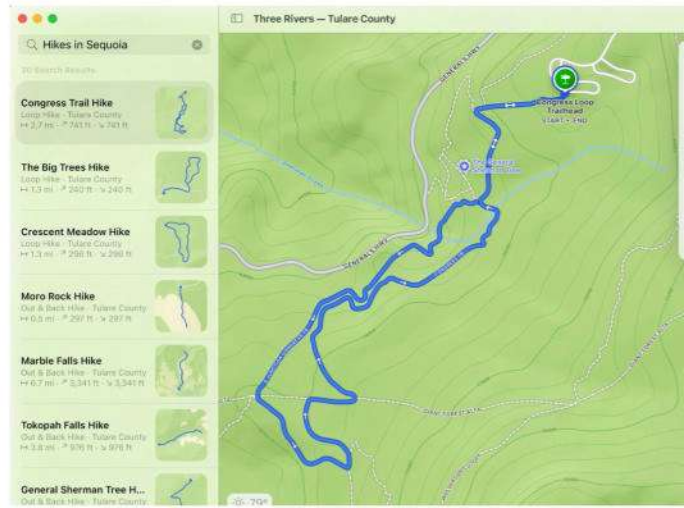 Three Rivers — Tulare County
Hikes in Sequoia
20 Search Results
Congress Trail Hike
Loop Hike · Tulare County
2.7 mi · 741 ft · 741 ft
The Big Trees Hike
Loop Hike · Tulare County
1.3 mi · 240 ft · 240 ft
Crescent Meadow Hike
Loop Hike · Tulare County
1.3 mi · 298 ft · 298 ft
Moro Rock Hike
Out & Back Hike · Tulare County
0.5 mi · 297 ft · 297 ft
Marble Falls Hike
Out & Back Hike · Tulare County
6.7 mi · 3,341 ft · 3,341 ft
Tokopah Falls Hike
Out & Back Hike · Tulare County
3.8 mi · 976 ft · 976 ft
General Sherman Tree H...
Out & Back Hike · Tulare County
GENERALS HWY
Congress Loop
Trailhead
START • END
GENERALS HWY
79°